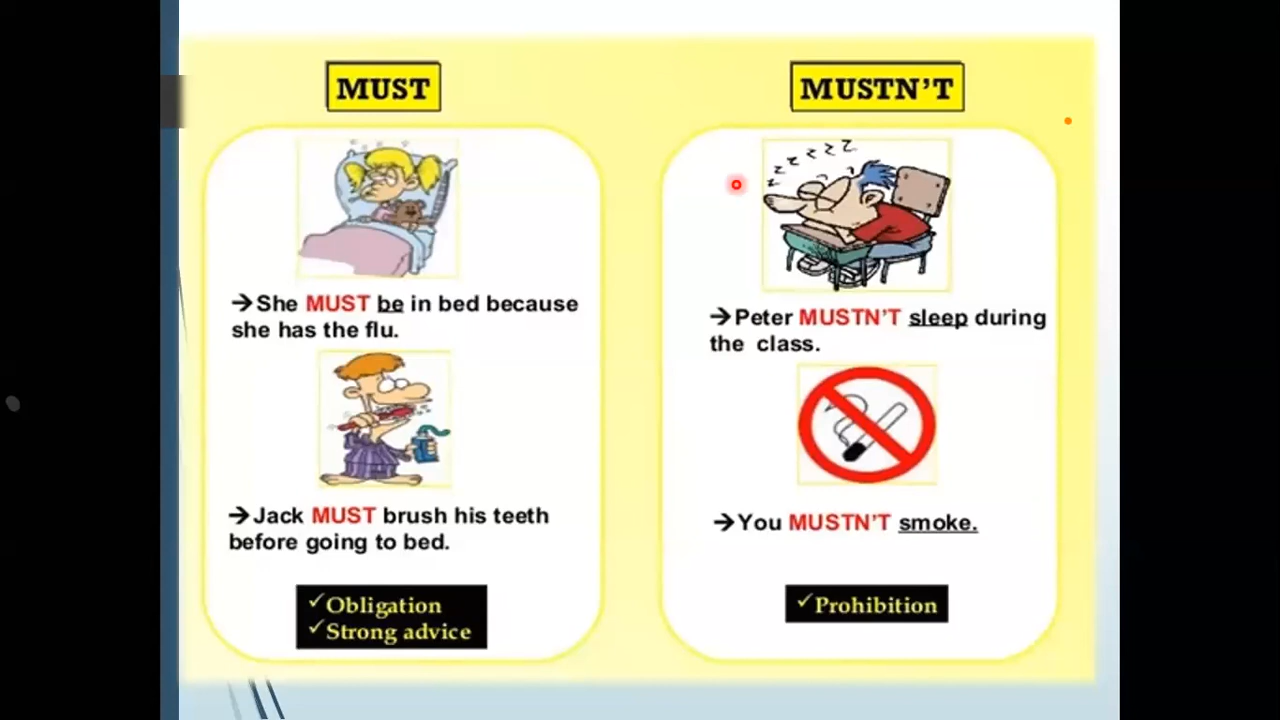 MUST
→She MUST be in bed because
she has the flu.
→Jack MUST brush his teeth
before going to bed.
✓Obligation
✓Strong advice
MUSTN'T
z z z z z z
→Peter MUSTN'T sleep during
the class.
→You MUSTN'T smoke.
✓Prohibition